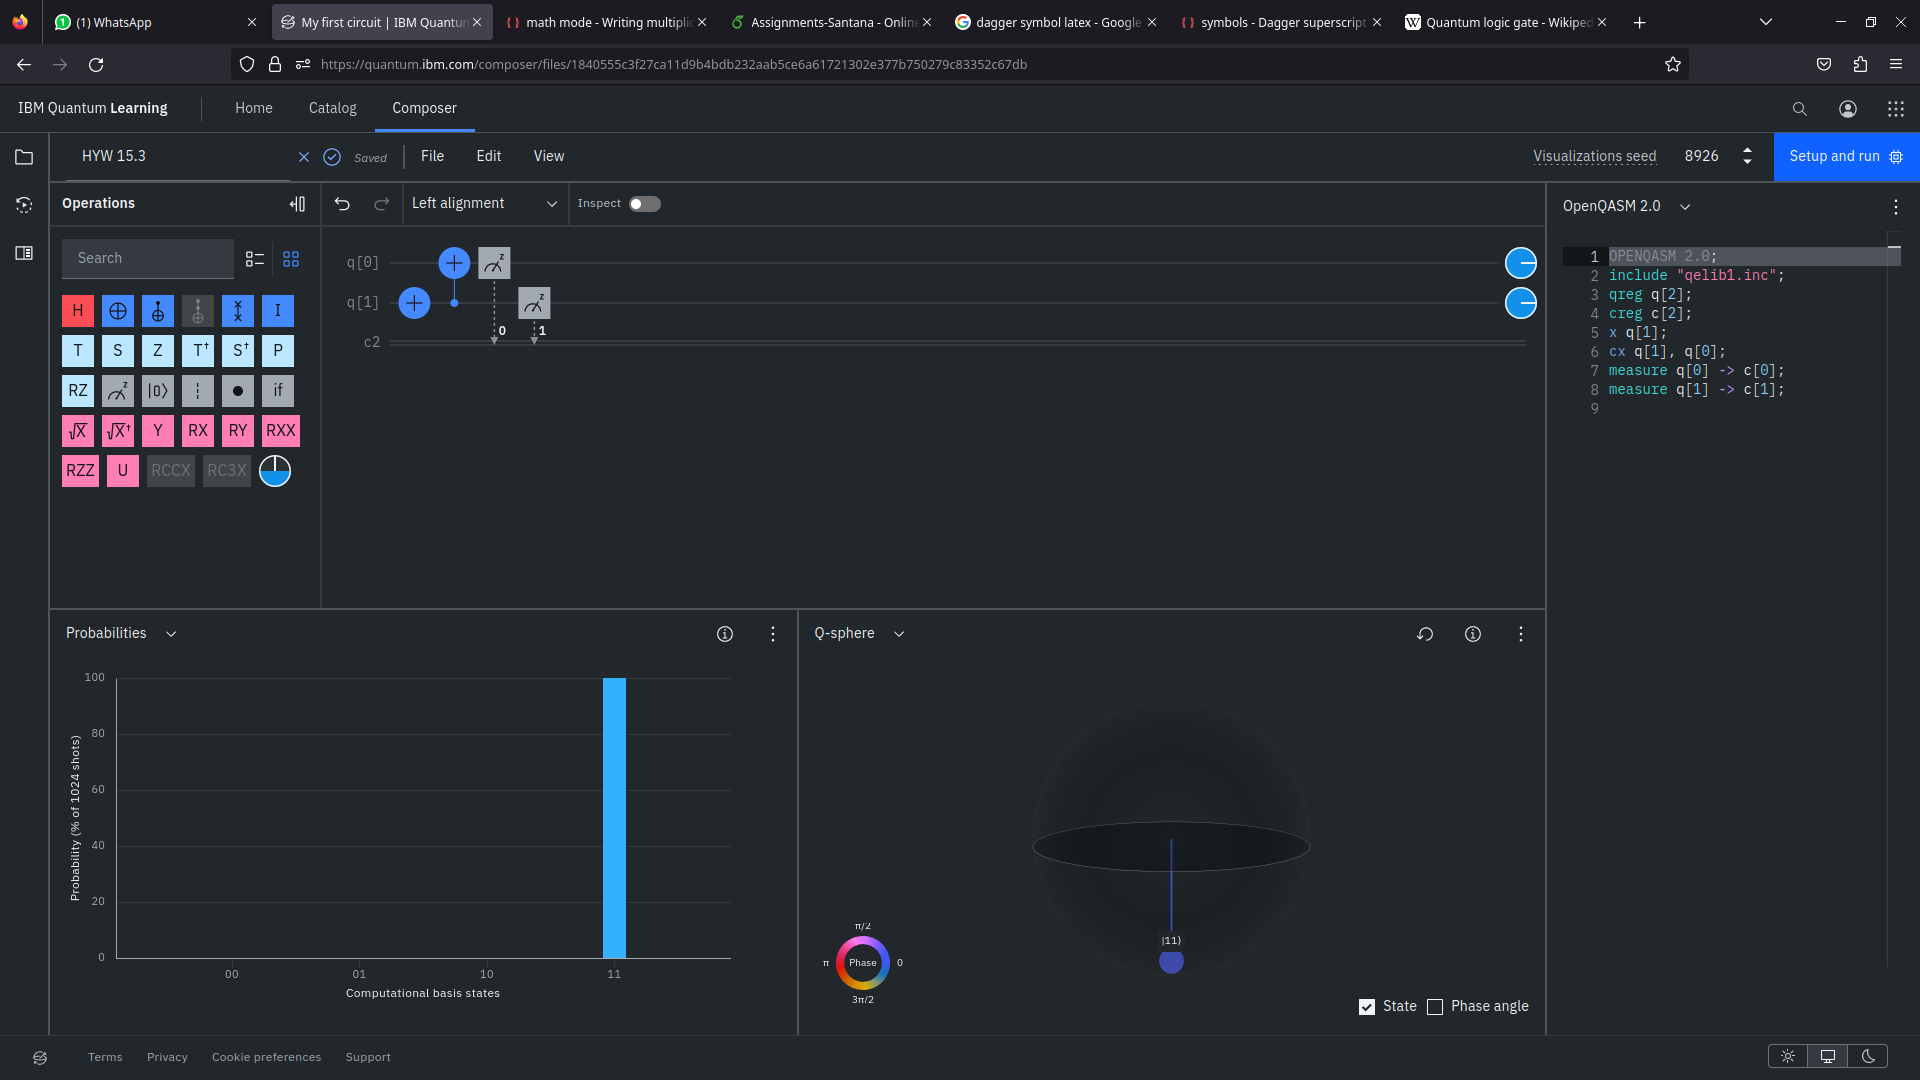 (1) WhatsApp
My first circuit | IBM Quantum
math mode - Writing multiplic
Assignments-Santana - Online
dagger symbol latex - Google
symbols - Dagger superscript
Quantum logic gate - Wikiped
https://quantum.ibm.com/composer/files/1840555c3f27ca11d9b4bdb232aab5ce6a61721302e377b750279c83352c67db
IBM Quantum Learning
Home
Catalog
Composer
HYW 15.3
Saved
File
Edit
View
Visualizations seed
8926
Setup and run
Operations
Left alignment
Inspect
OpenQASM 2.0
Search
H
I
T
S
Z
T†
S†
P
RZ
z
|0⟩
if
√X
√X†
Y
RX
RY
RXX
RZZ
U
RCCX
RC3X
q[0]
+
z
q[1]
+
z
0
1
c2
1 OPENQASM 2.0;
2 include "qelib1.inc";
3 qreg q[2];
4 creg c[2];
5 x q[1];
6 cx q[1], q[0];
7 measure q[0] -> c[0];
8 measure q[1] -> c[1];
9
Probabilities
Probability (% of 1024 shots)
100
80
60
40
20
0
00
01
10
11
Computational basis states
Q-sphere
|11⟩
π/2
π
Phase
0
3π/2
State
Phase angle
Terms
Privacy
Cookie preferences
Support